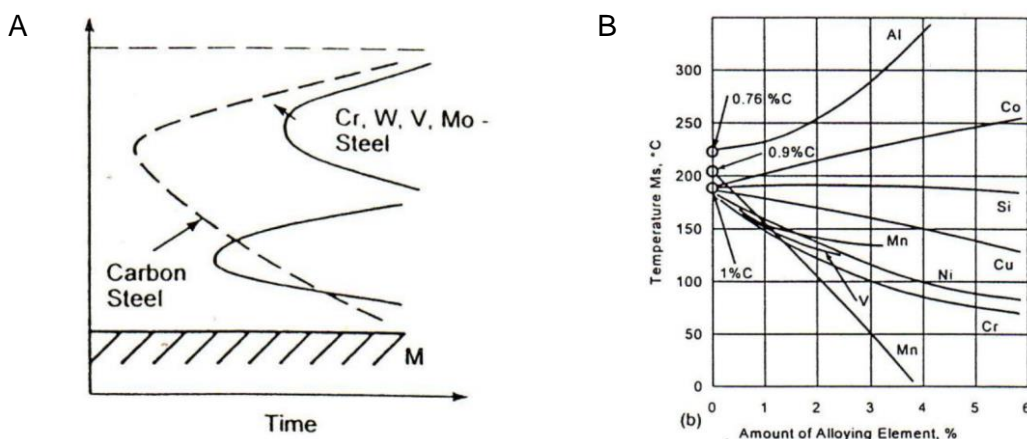 A
Cr, W, V, Mo -
Steel
Carbon
Steel
M
Time
B
Temperature Ms, °C
300
250
200
150
100
50
0
Al
0.76 %C
Co
0.9%C
Si
Mn
1%C
Cu
Ni
V
Cr
Mn
(b)
0 1 2 3 4 5 6
Amount of Alloying Element, %